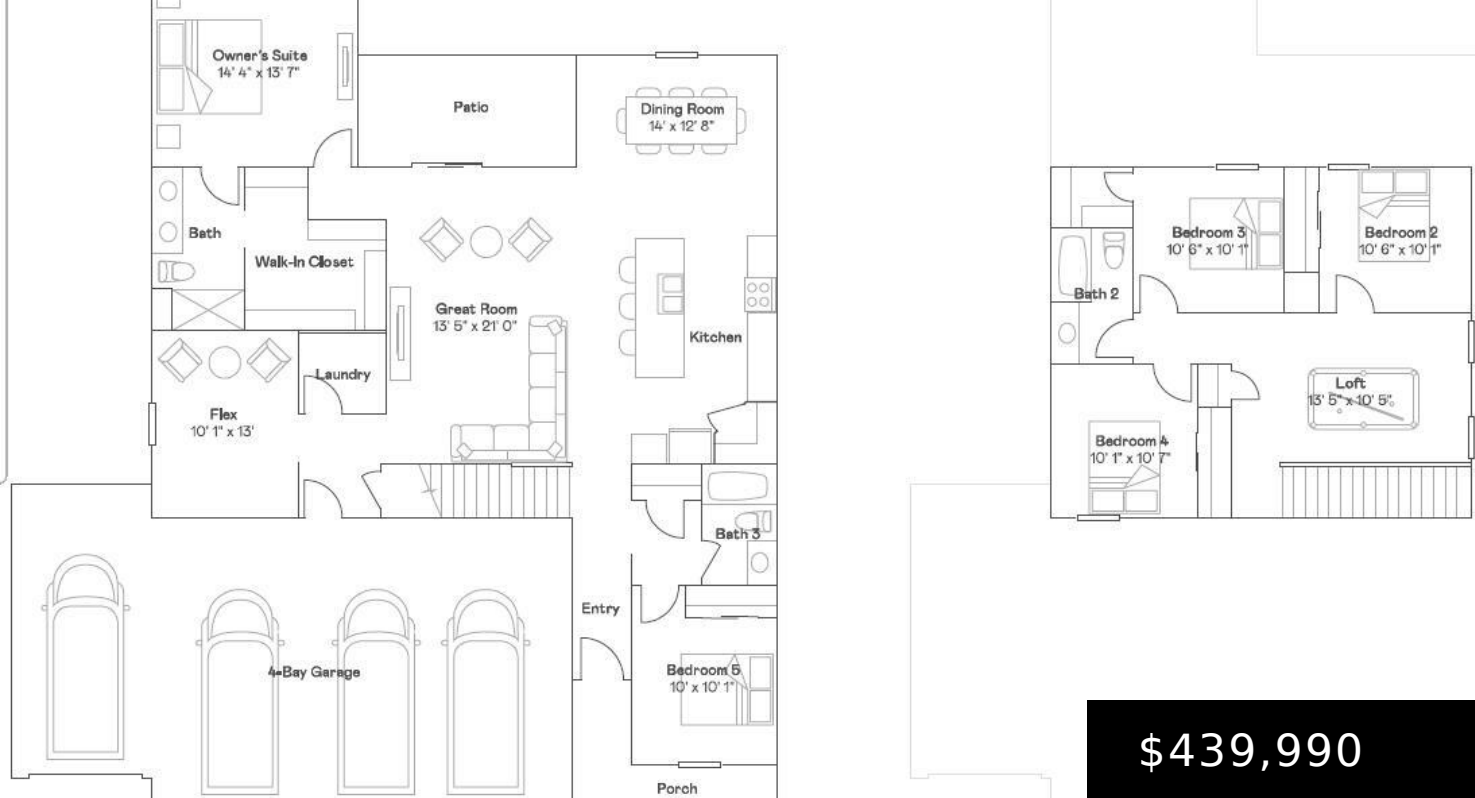 Owner's Suite
14' 4" x 13' 7"
Patio
Dining Room
14' x 12' 8"
Bath
Walk-In Closet
Great Room
13' 5" x 21' 0"
Kitchen
Laundry
Flex
10' 1" x 13'
Bath 3
Entry
4-Bay Garage
Bedroom 5
10' x 10' 1"
Porch
Bedroom 3
10' 6" x 10' 1"
Bedroom 2
10' 6" x 10' 1"
Bath 2
Loft
13' 5" x 10' 5"
Bedroom 4
10' 1" x 10' 7"
$439,990